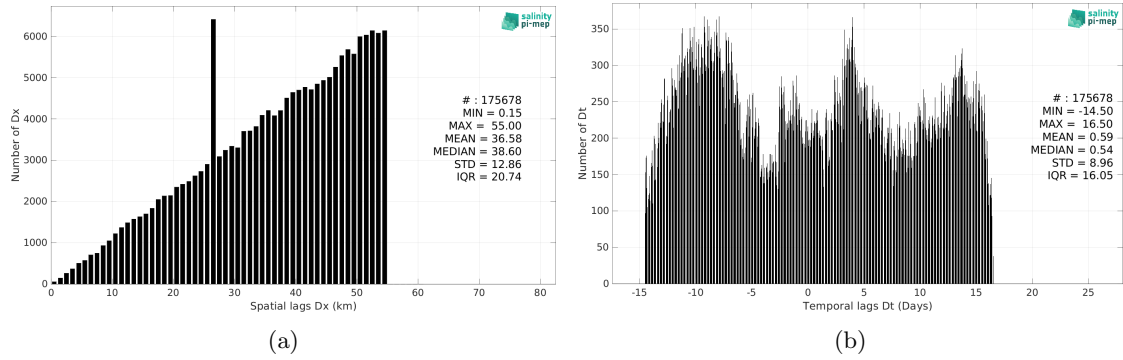 salinity
pi-mep
Number of Dx
6000
5000
4000
3000
2000
1000
0
# : 175678
MIN = 0.15
MAX = 55.00
MEAN = 36.58
MEDIAN = 38.60
STD = 12.86
IQR = 20.74
0 10 20 30 40 50 60 70 80
Spatial lags Dx (km)
(a)
salinity
pi-mep
Number of Dt
350
300
250
200
150
100
50
0
# : 175678
MIN = -14.50
MAX = 16.50
MEAN = 0.59
MEDIAN = 0.54
STD = 8.96
IQR = 16.05
-15 -10 -5 0 5 10 15 20 25
Temporal lags Dt (Days)
(b)